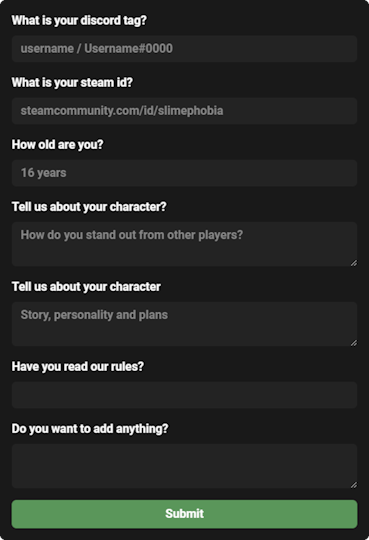 What is your discord tag?
username / Username#0000
What is your steam id?
steamcommunity.com/id/slimephobia
How old are you?
16 years
Tell us about your character?
How do you stand out from other players?
Tell us about your character
Story, personality and plans
Have you read our rules?
Do you want to add anything?
Submit